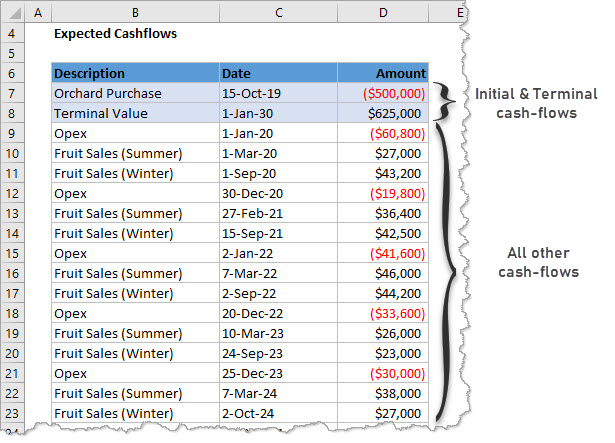 A B C D E
4 Expected Cashflows
5
6 Description Date Amount
7 Orchard Purchase 15-Oct-19 ($500,000)
8 Terminal Value 1-Jan-30 $625,000
9 Opex 1-Jan-20 ($60,800)
10 Fruit Sales (Summer) 1-Mar-20 $27,000
11 Fruit Sales (Winter) 1-Sep-20 $43,200
12 Opex 30-Dec-20 ($19,800)
13 Fruit Sales (Summer) 27-Feb-21 $36,400
14 Fruit Sales (Winter) 15-Sep-21 $42,500
15 Opex 2-Jan-22 ($41,600)
16 Fruit Sales (Summer) 7-Mar-22 $46,000
17 Fruit Sales (Winter) 2-Sep-22 $44,200
18 Opex 20-Dec-22 ($33,600)
19 Fruit Sales (Summer) 10-Mar-23 $26,000
20 Fruit Sales (Winter) 24-Sep-23 $23,000
21 Opex 25-Dec-23 ($30,000)
22 Fruit Sales (Summer) 7-Mar-24 $38,000
23 Fruit Sales (Winter) 2-Oct-24 $27,000
Initial & Terminal
cash-flows
All other
cash-flows